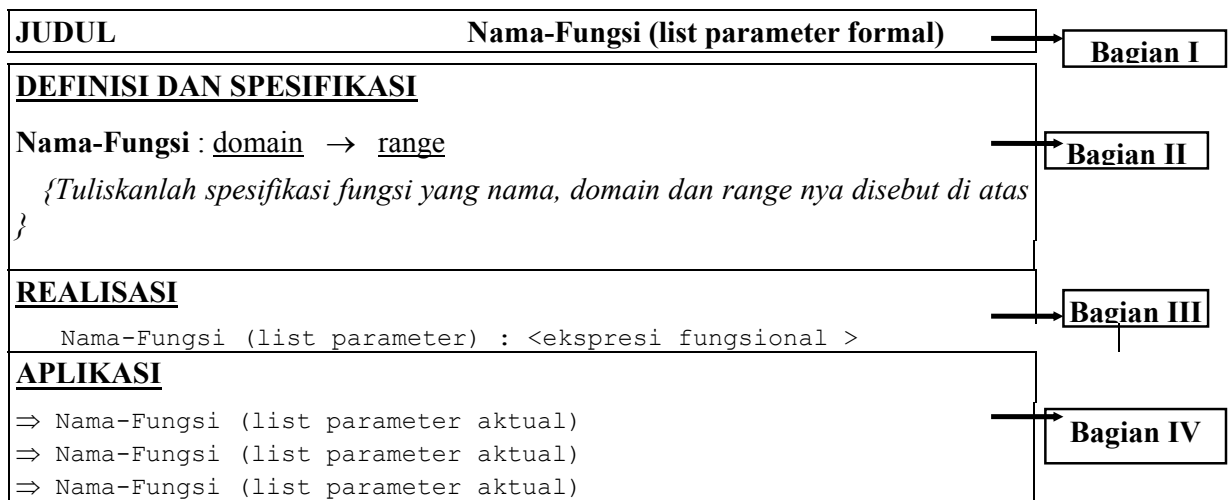 JUDUL Nama-Fungsi (list parameter formal)
Bagian I
DEFINISI DAN SPESIFIKASI
Nama-Fungsi : domain → range
Bagian II
{Tuliskanlah spesifikasi fungsi yang nama, domain dan range nya disebut di atas
}
REALISASI
Bagian III
Nama-Fungsi (list parameter) : <ekspresi fungsional >
APLIKASI
⇒ Nama-Fungsi (list parameter aktual)
Bagian IV
⇒ Nama-Fungsi (list parameter aktual)
⇒ Nama-Fungsi (list parameter aktual)